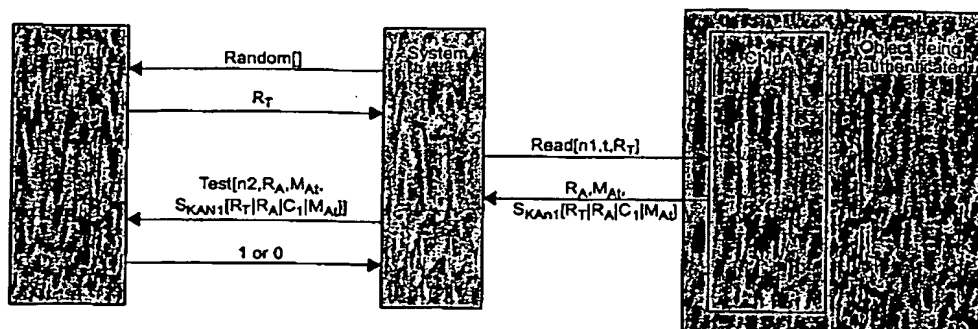 ChipT
System
ChipA
Object being
authenticated
Random[]
R_T
Read[n1,t,R_T]
Test[n2,R_A,M_At,
S_KAN1[R_T|R_A|C_1|M_At]]
R_A,M_At,
S_KAn1[R_T|R_A|C_1|M_At]
1 or 0